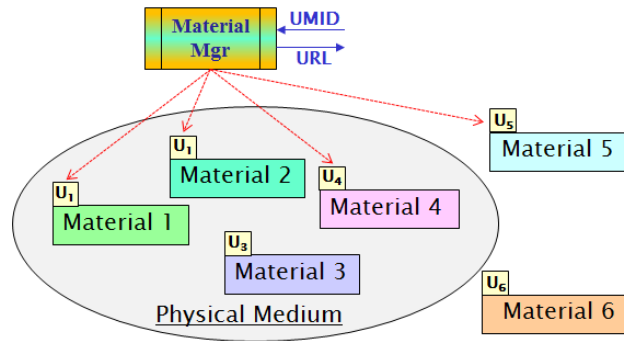 Material
Mgr
UMID
URL
U5
Material 5
U1
Material 2
U4
Material 4
U1
Material 1
U3
Material 3
U6
Material 6
Physical Medium